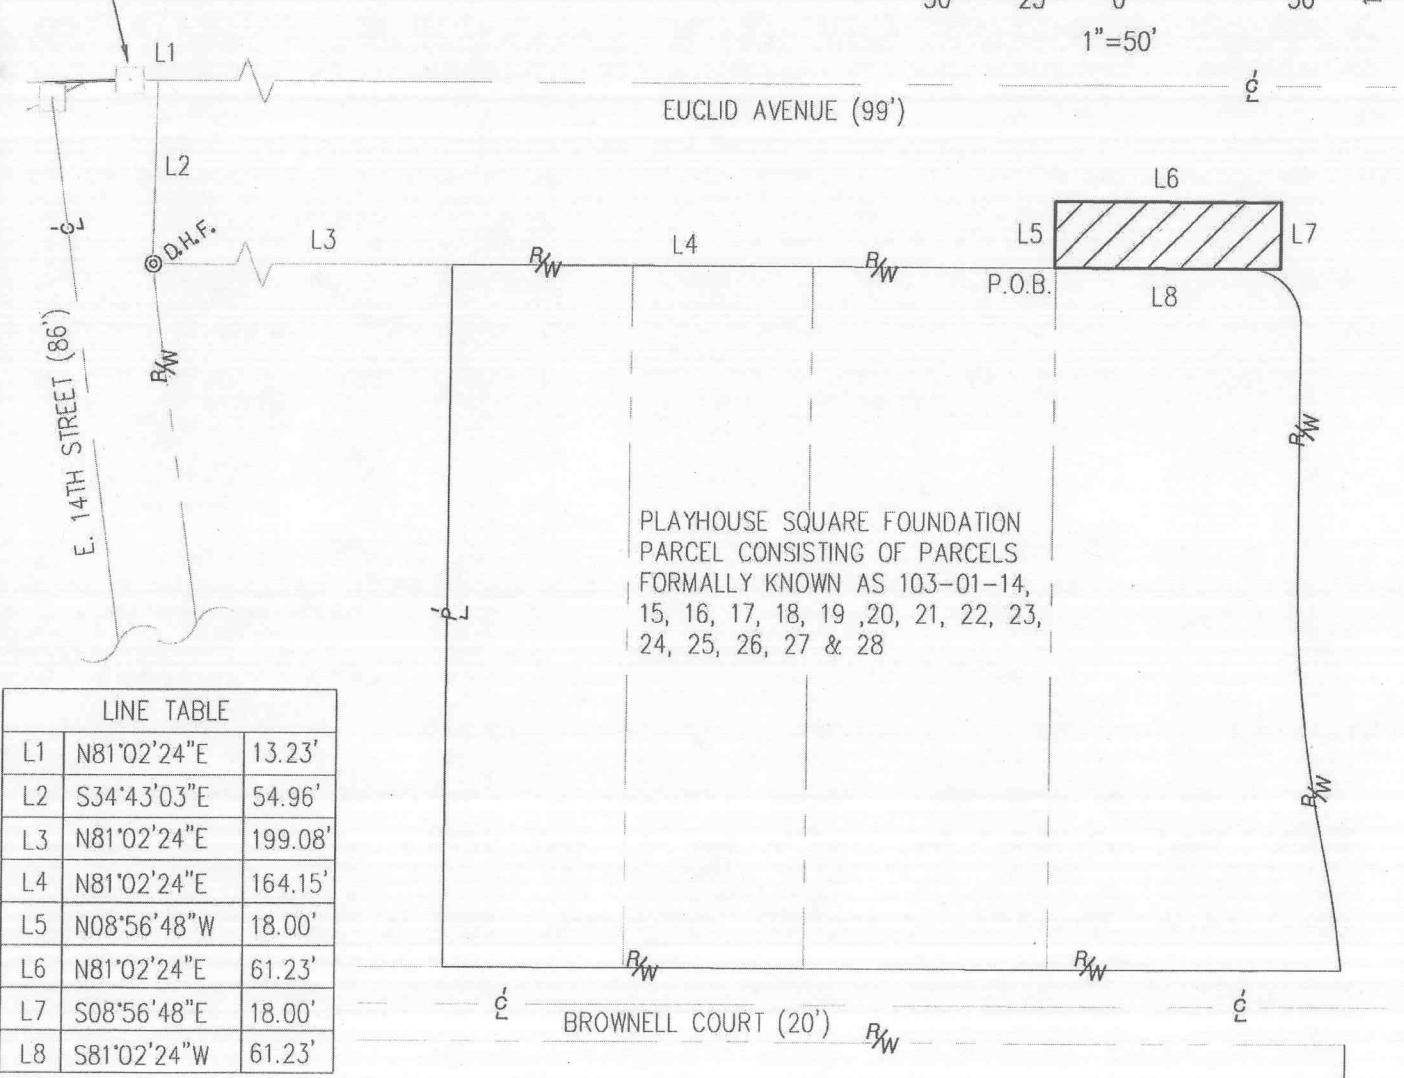 50 25 0 50
1"=50'
L1
EUCLID AVENUE (99')
L2
L6
D.H.F.
L3
L4
L5
L7
R/W
R/W
P.O.B.
L8
E. 14TH STREET (86')
R/W
R/W
PLAYHOUSE SQUARE FOUNDATION
PARCEL CONSISTING OF PARCELS
FORMALLY KNOWN AS 103-01-14,
15, 16, 17, 18, 19 ,20, 21, 22, 23,
24, 25, 26, 27 & 28
LINE TABLE
L1 N81°02'24"E 13.23'
L2 S34°43'03"E 54.96'
L3 N81°02'24"E 199.08'
L4 N81°02'24"E 164.15'
L5 N08°56'48"W 18.00'
L6 N81°02'24"E 61.23'
L7 S08°56'48"E 18.00'
L8 S81°02'24"W 61.23'
R/W
R/W
R/W
BROWNELL COURT (20')
R/W